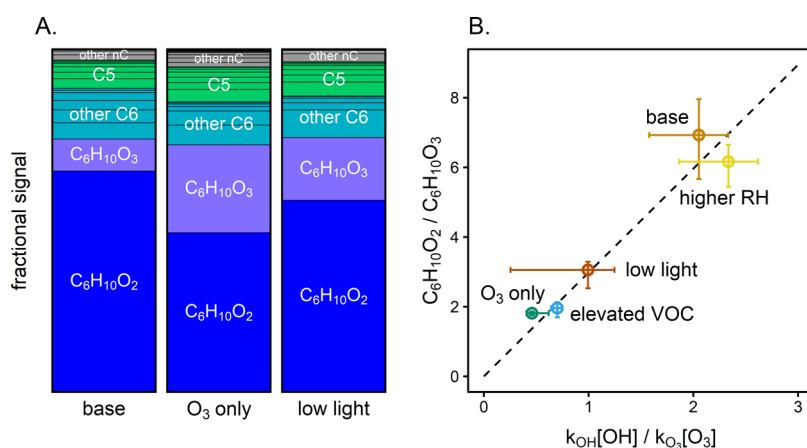 A.
fractional signal
other nC
C5
other C6
C₆H₁₀O₃
C₆H₁₀O₂
base
other nC
C5
other C6
C₆H₁₀O₃
C₆H₁₀O₂
O₃ only
other nC
C5
other C6
C₆H₁₀O₃
C₆H₁₀O₂
low light
B.
C₆H₁₀O₂ / C₆H₁₀O₃
8
6
4
2
0
base
higher RH
low light
O₃ only
elevated VOC
0 1 2 3
k_OH[OH] / k_O₃[O₃]